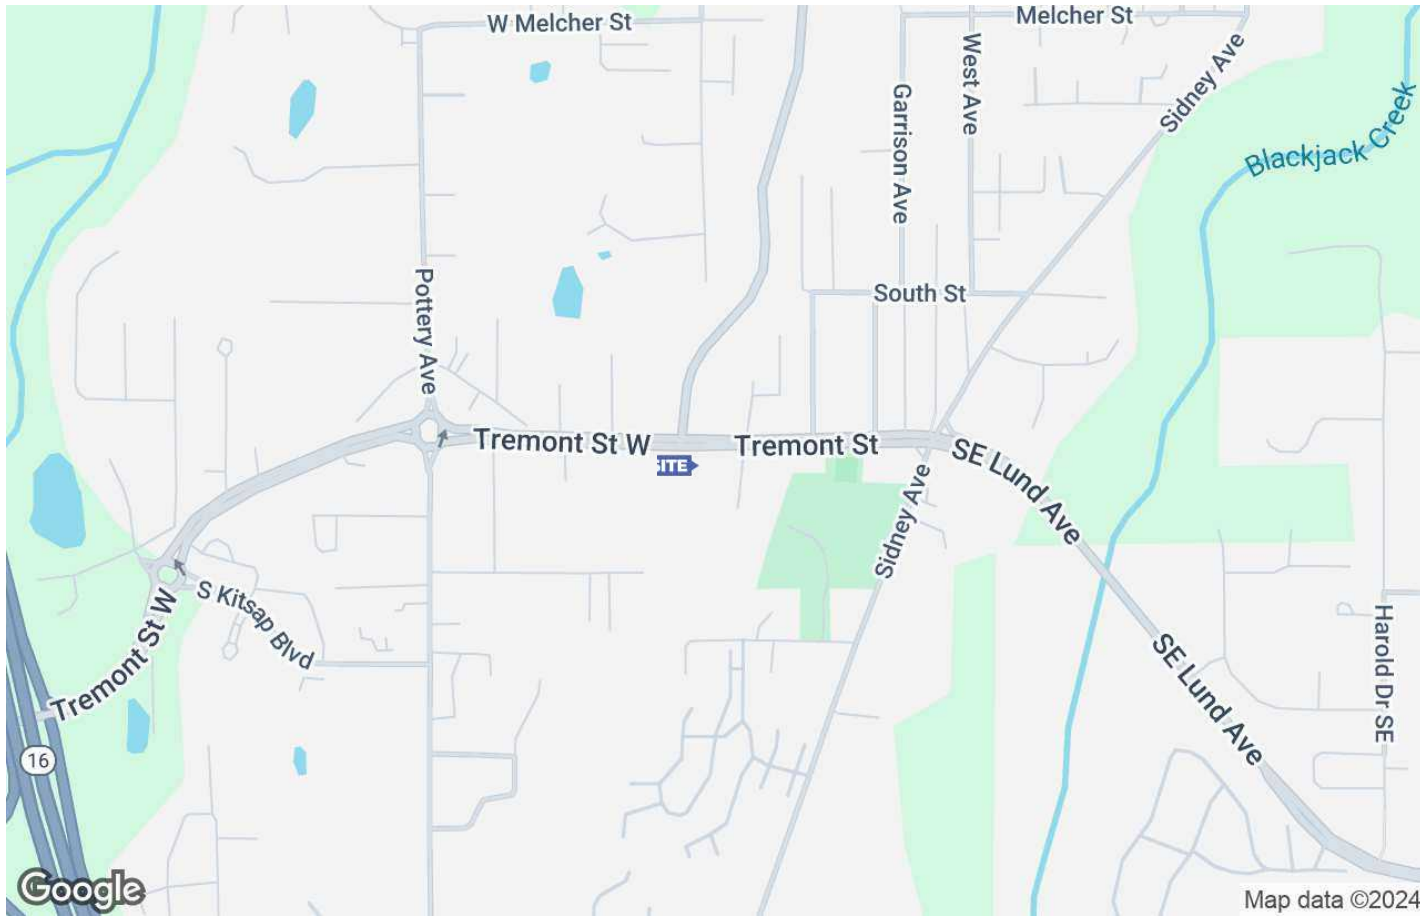 W Melcher St
Melcher St
West Ave
Sidney Ave
Garrison Ave
Blackjack Creek
Pottery Ave
South St
Tremont St W
Tremont St
SE Lund Ave
SITE
Sidney Ave
S Kitsap Blvd
Tremont St W
SE Lund Ave
Harold Dr SE
16
Google
Map data ©2024